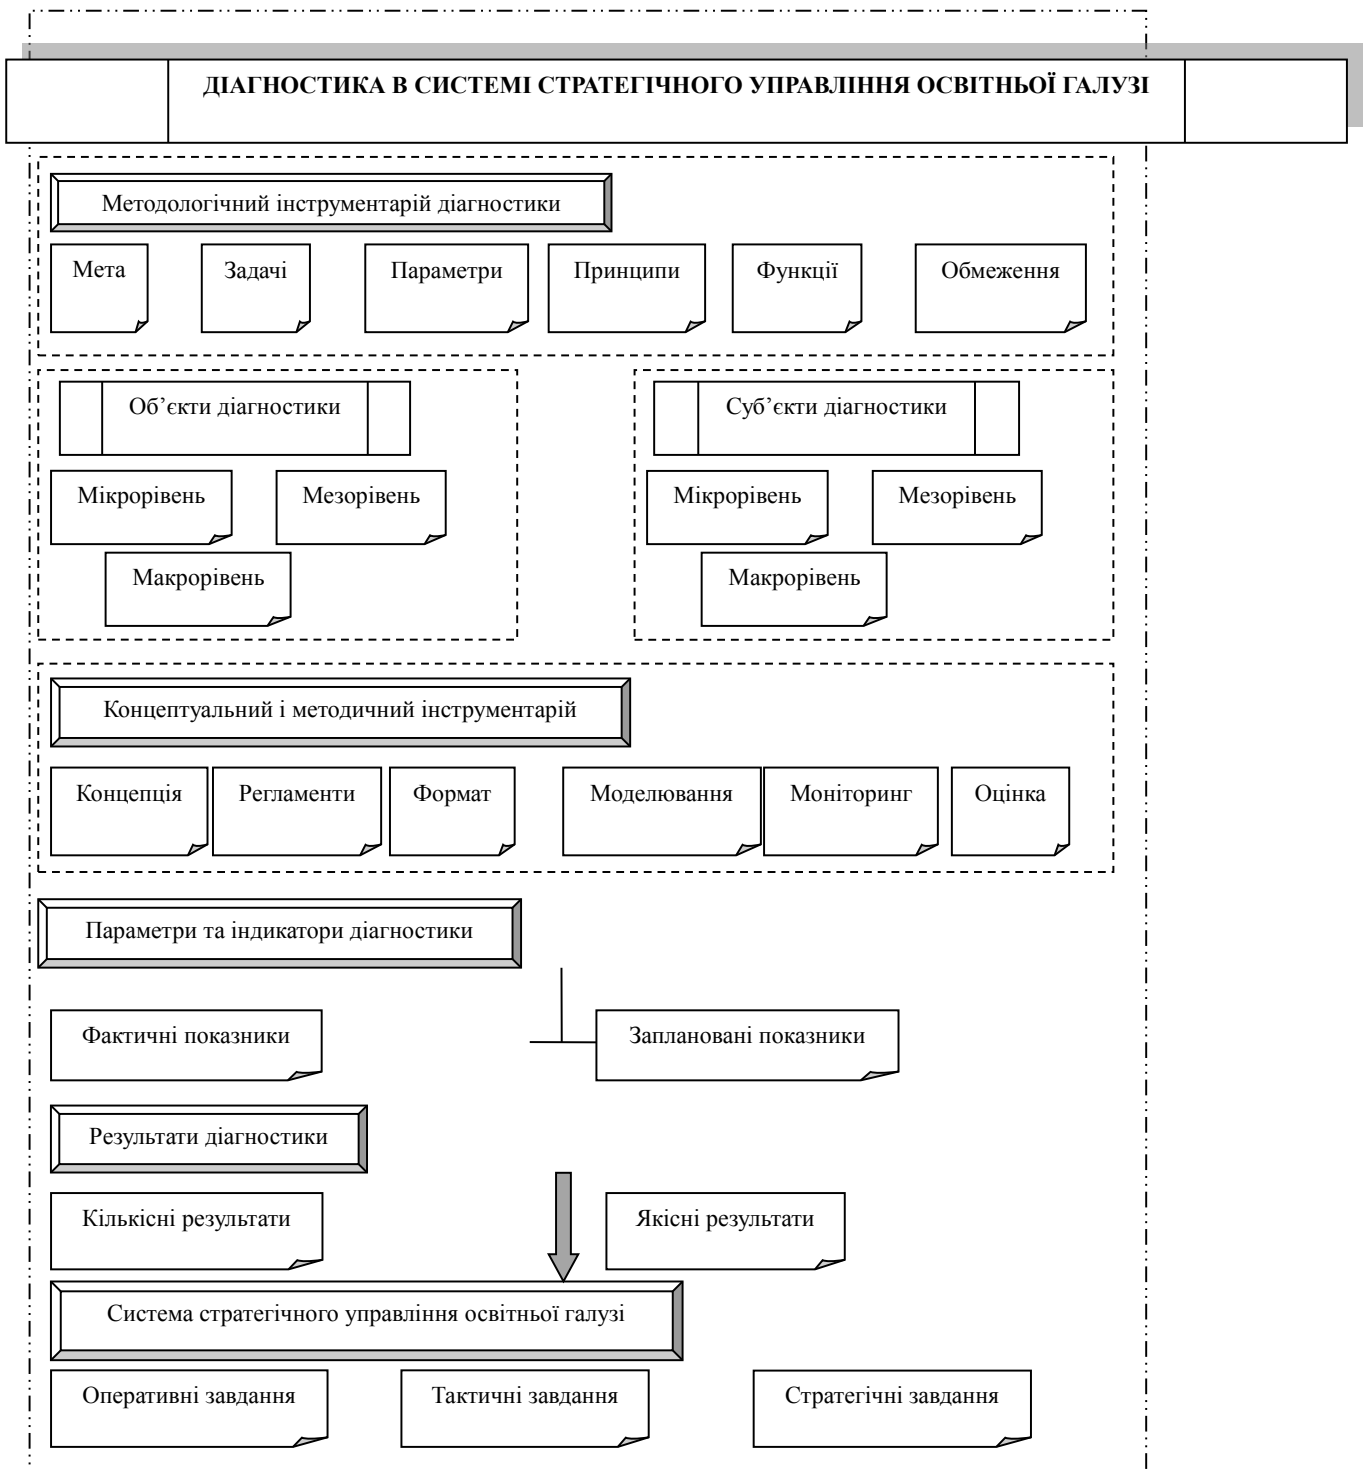 ДІАГНОСТИКА В СИСТЕМІ СТРАТЕГІЧНОГО УПРАВЛІННЯ ОСВІТНЬОЇ ГАЛУЗІ
Методологічний інструментарій діагностики
Мета
Задачі
Параметри
Принципи
Функції
Обмеження
Об’єкти діагностики
Мікрорівень
Мезорівень
Макрорівень
Суб’єкти діагностики
Мікрорівень
Мезорівень
Макрорівень
Концептуальний і методичний інструментарій
Концепція
Регламенти
Формат
Моделювання
Моніторинг
Оцінка
Параметри та індикатори діагностики
Фактичні показники
Заплановані показники
Результати діагностики
Кількісні результати
Якісні результати
Система стратегічного управління освітньої галузі
Оперативні завдання
Тактичні завдання
Стратегічні завдання